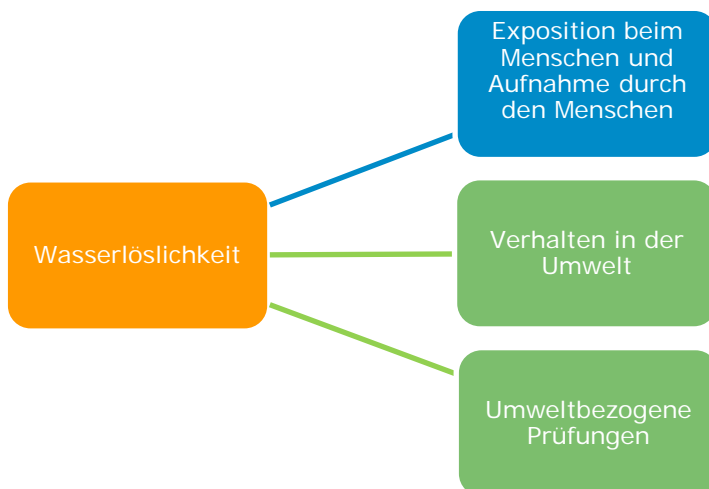 Exposition beim
Menschen und
Aufnahme durch
den Menschen
Wasserlöslichkeit
Verhalten in der
Umwelt
Umweltbezogene
Prüfungen